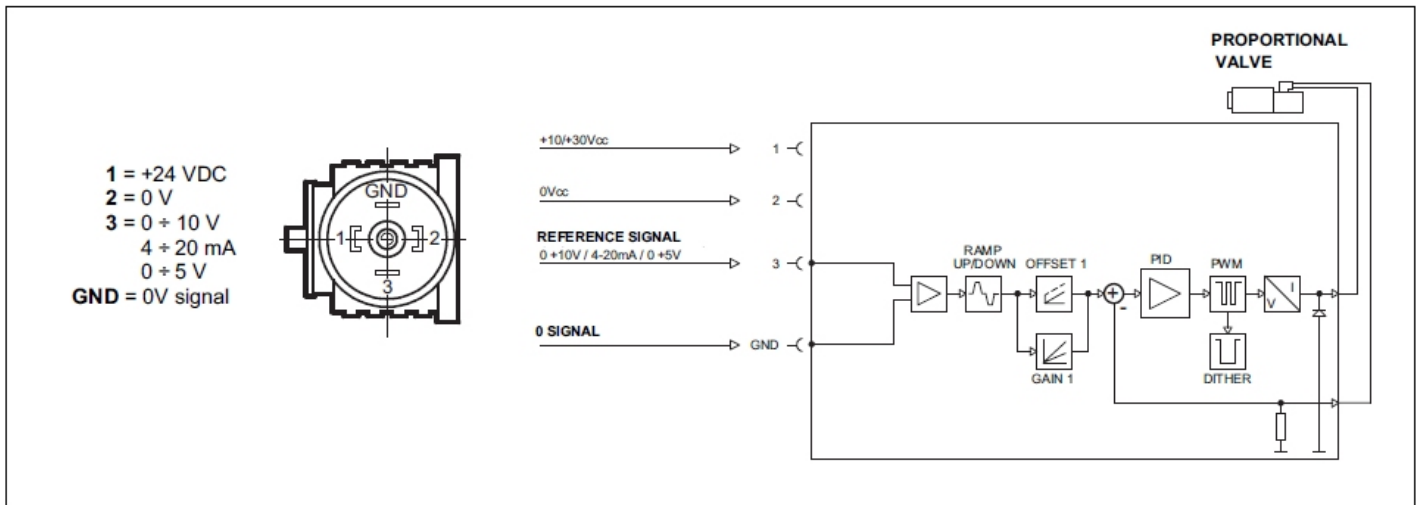 PROPORTIONAL
VALVE
1 = +24 VDC
2 = 0 V
3 = 0 ÷ 10 V
4 ÷ 20 mA
0 ÷ 5 V
GND = 0V signal
GND
1
2
3
+10/+30Vcc
1
0Vcc
2
REFERENCE SIGNAL
0 +10V / 4-20mA / 0 +5V
3
0 SIGNAL
GND
RAMP
UP/DOWN
OFFSET 1
GAIN 1
+
-
PID
PWM
DITHER
V
I